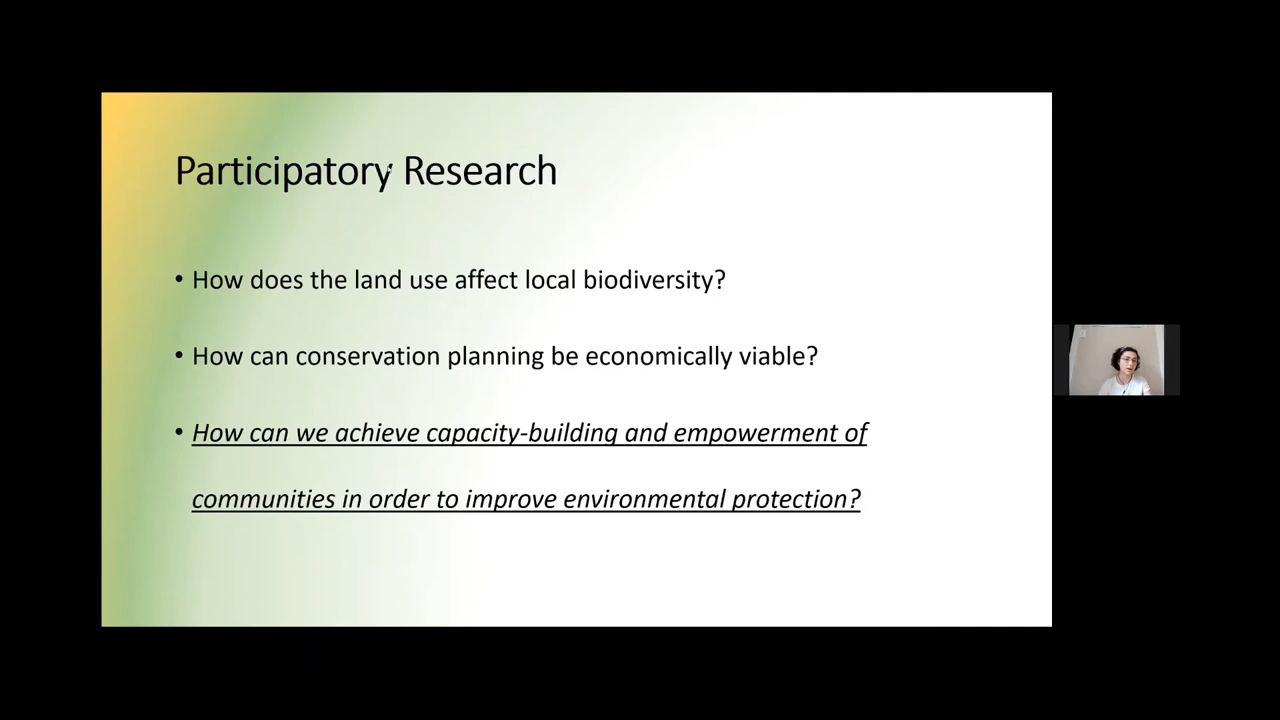 Participatory Research
• How does the land use affect local biodiversity?
• How can conservation planning be economically viable?
• How can we achieve capacity-building and empowerment of
communities in order to improve environmental protection?